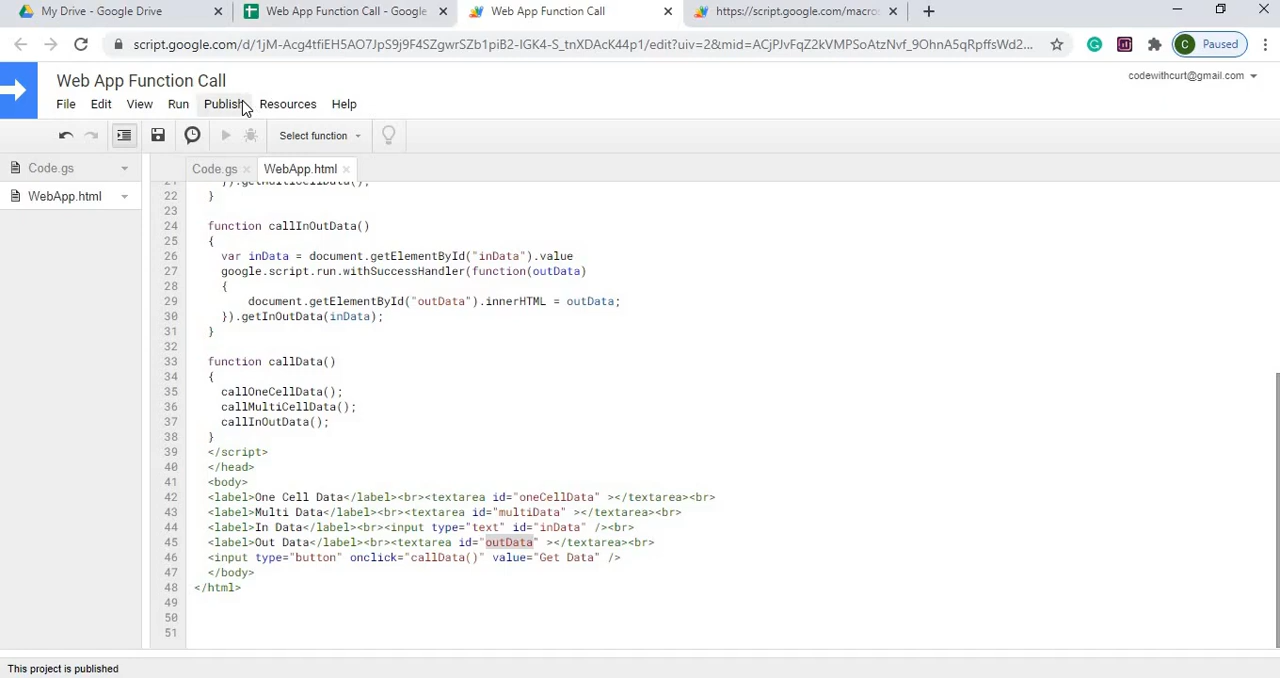 My Drive - Google Drive
Web App Function Call - Google
Web App Function Call
https://script.google.com/macros
script.google.com/d/1jM-Acg4tfiEH5AO7JpS9j9F4tZgwrSZb1piB2-IGK4-S_tnXDAcK44p1/edit?uiv=2&mid=ACjPJvFqZ2kVMPSoAtzNvf_9OhnA5qRpffsWd2...
C Paused
Web App Function Call
codewithcurt@gmail.com
File Edit View Run Publish Resources Help
Select function
Code.gs
WebApp.html
Code.gs
WebApp.html
21 }).getMultiCellData();
22 }
23
24 function callInOutData()
25 {
26 var inData = document.getElementById("inData").value
27 google.script.run.withSuccessHandler(function(outData)
28 {
29 document.getElementById("outData").innerHTML = outData;
30 }).getInOutData(inData);
31 }
32
33 function callData()
34 {
35 callOneCellData();
36 callMultiCellData();
37 callInOutData();
38 }
39 </script>
40 </head>
41 <body>
42 <label>One Cell Data</label><br><textarea id="oneCellData" ></textarea><br>
43 <label>Multi Data</label><br><textarea id="multiData" ></textarea><br>
44 <label>In Data</label><br><input type="text" id="inData" /><br>
45 <label>Out Data</label><br><textarea id="outData" ></textarea><br>
46 <input type="button" onclick="callData()" value="Get Data" />
47 </body>
48 </html>
49
50
51
This project is published